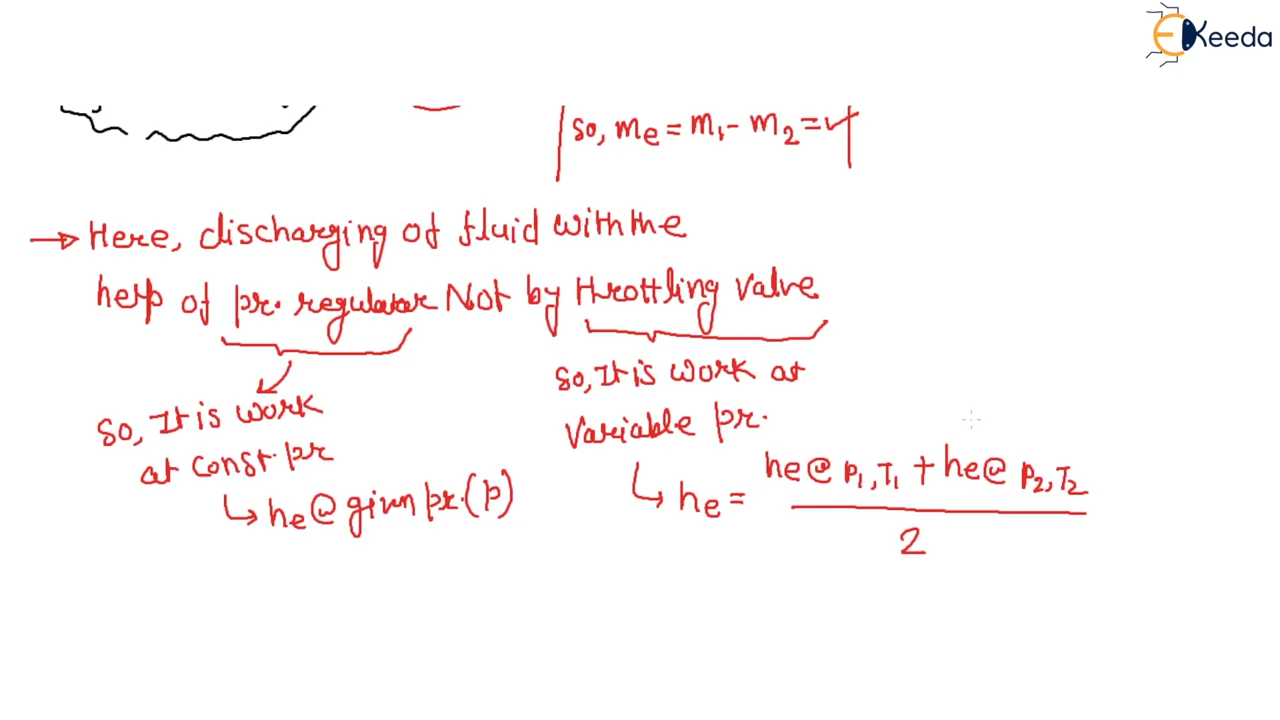 EKeeda
so, me = m1 - m2 = ✓
→ Here, discharging of fluid with the
help of pr. regulator Not by throttling valve
so, It is work
at const. pr
↳ he @ given pr. (p)
so, It is work at
variable pr.
↳ he = he @ p1, T1 + he @ p2, T2
2